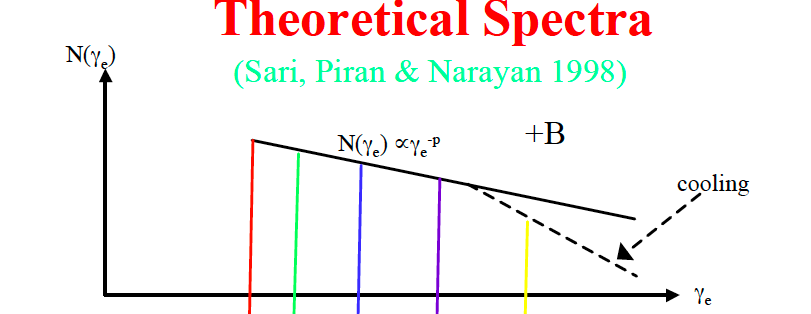 Theoretical Spectra
(Sari, Piran & Narayan 1998)
N(γₑ)
N(γₑ) ∝γₑ⁻ᵖ
+B
cooling
γₑ